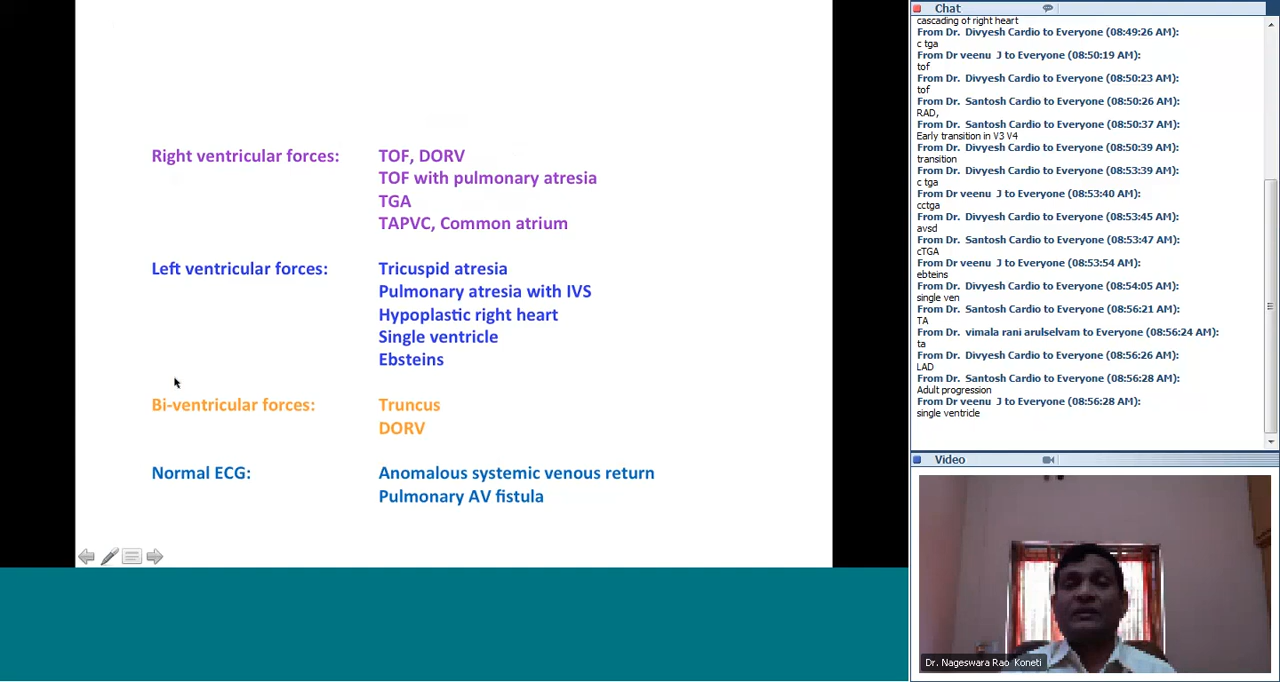 Right ventricular forces: TOF, DORV
TOF with pulmonary atresia
TGA
TAPVC, Common atrium
Left ventricular forces: Tricuspid atresia
Pulmonary atresia with IVS
Hypoplastic right heart
Single ventricle
Ebsteins
Bi-ventricular forces: Truncus
DORV
Normal ECG: Anomalous systemic venous return
Pulmonary AV fistula
Chat
cascading of right heart
From Dr. Divyesh Cardio to Everyone (08:49:26 AM):
c tga
From Dr veenu J to Everyone (08:50:19 AM):
tof
From Dr. Divyesh Cardio to Everyone (08:50:23 AM):
tof
From Dr. Santosh Cardio to Everyone (08:50:26 AM):
RAD,
From Dr. Santosh Cardio to Everyone (08:50:37 AM):
Early transition in V3 V4
From Dr. Divyesh Cardio to Everyone (08:50:39 AM):
transition
From Dr. Divyesh Cardio to Everyone (08:53:39 AM):
c tga
From Dr veenu J to Everyone (08:53:40 AM):
cctga
From Dr. Divyesh Cardio to Everyone (08:53:45 AM):
avsd
From Dr. Santosh Cardio to Everyone (08:53:47 AM):
cTGA
From Dr veenu J to Everyone (08:53:54 AM):
ebteins
From Dr. Divyesh Cardio to Everyone (08:54:05 AM):
single ven
From Dr. Santosh Cardio to Everyone (08:56:21 AM):
TA
From Dr. vimala rani arulselvam to Everyone (08:56:24 AM):
ta
From Dr. Divyesh Cardio to Everyone (08:56:26 AM):
LAD
From Dr. Santosh Cardio to Everyone (08:56:28 AM):
Adult progression
From Dr veenu J to Everyone (08:56:28 AM):
single ventricle
Video
Dr. Nageswara Rao Koneti